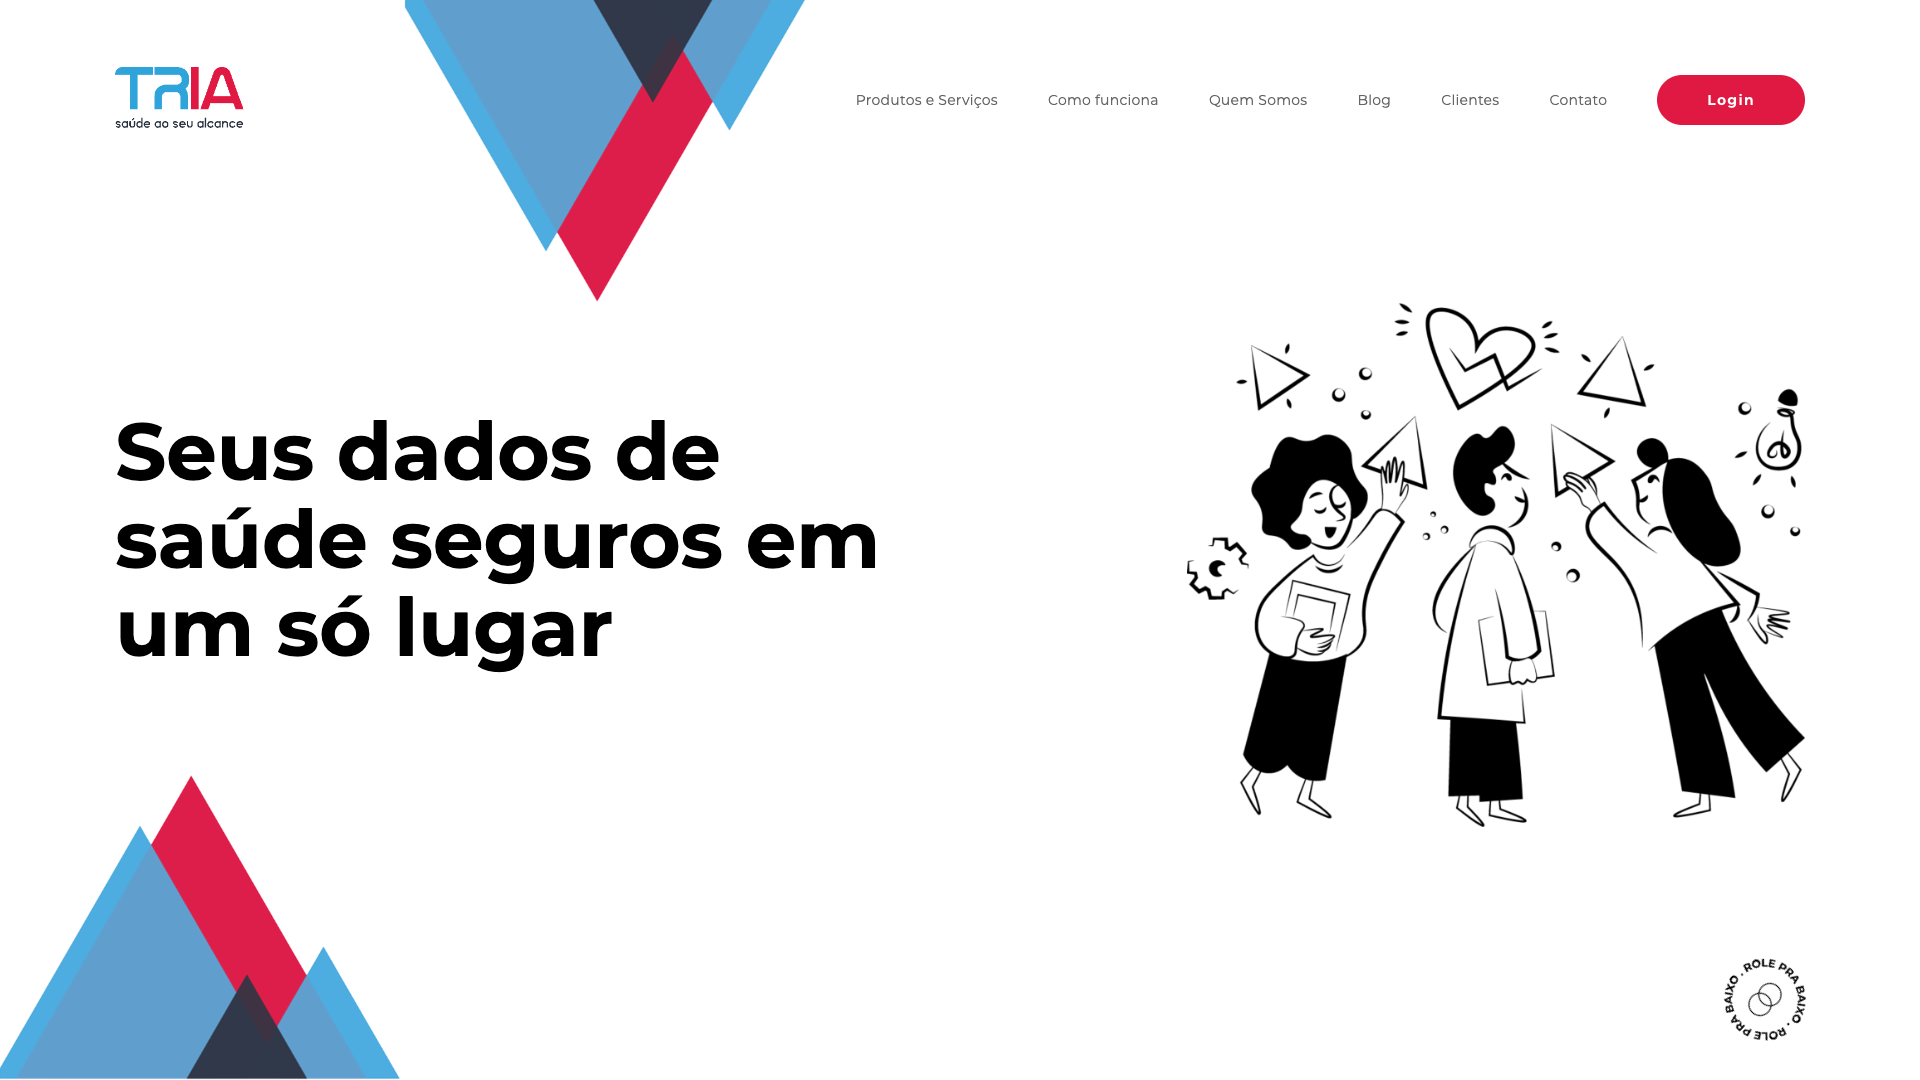 TRIA
saúde ao seu alcance
Produtos e Serviços
Como funciona
Quem Somos
Blog
Clientes
Contato
Login
Seus dados de
saúde seguros em
um só lugar
ROLE PRA BAIXO . ROLE PRA BAIXO .